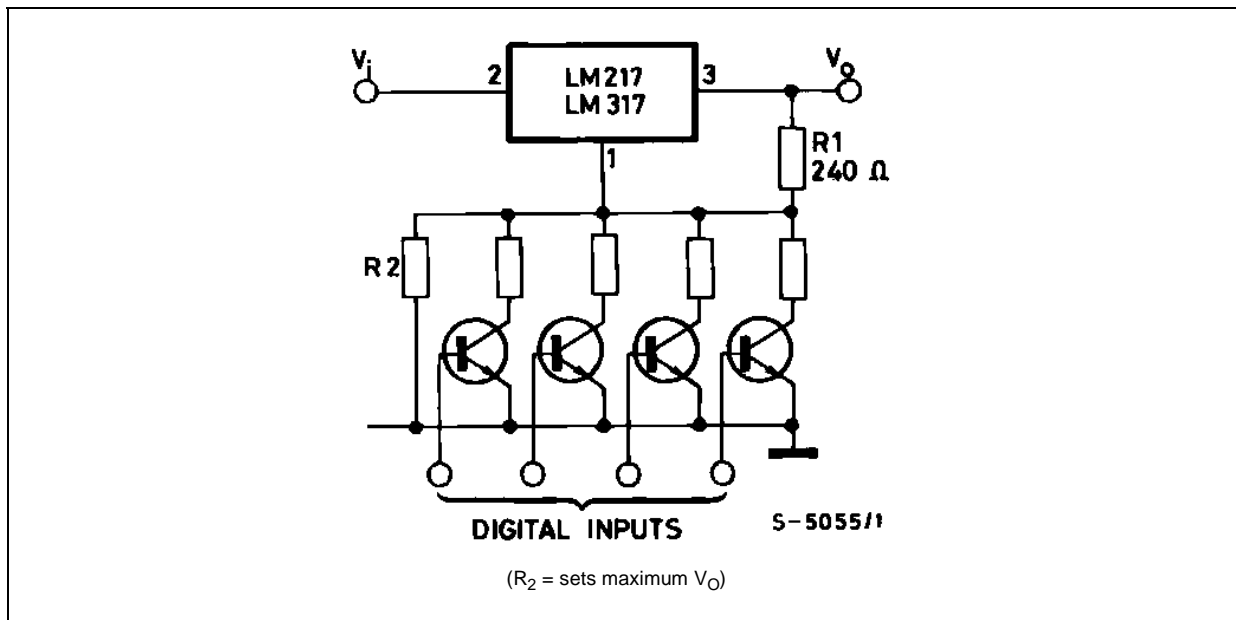 Vi
2
LM217
LM317
3
Vo
1
R1
240 Ω
R2
DIGITAL INPUTS
S-5055/1
(R2 = sets maximum VO)